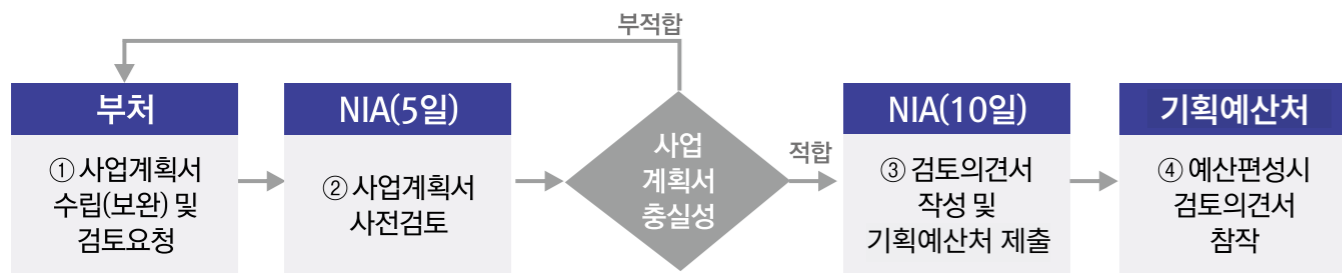 부적합
부처
① 사업계획서
수립(보완) 및
검토요청
NIA(5일)
② 사업계획서
사전검토
사업
계획서
충실성
적합
NIA(10일)
③ 검토의견서
작성 및
기획예산처 제출
기획예산처
④ 예산편성시
검토의견서
참작